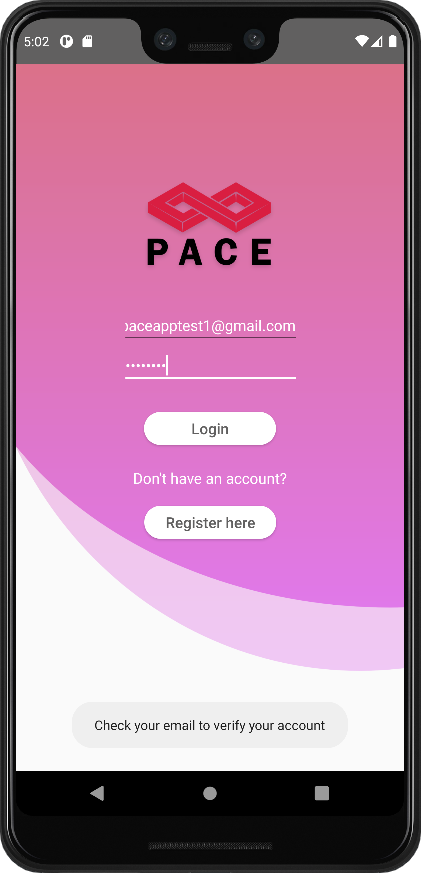 5:02
PACE
paceapptest1@gmail.com
••••••••
Login
Don't have an account?
Register here
Check your email to verify your account